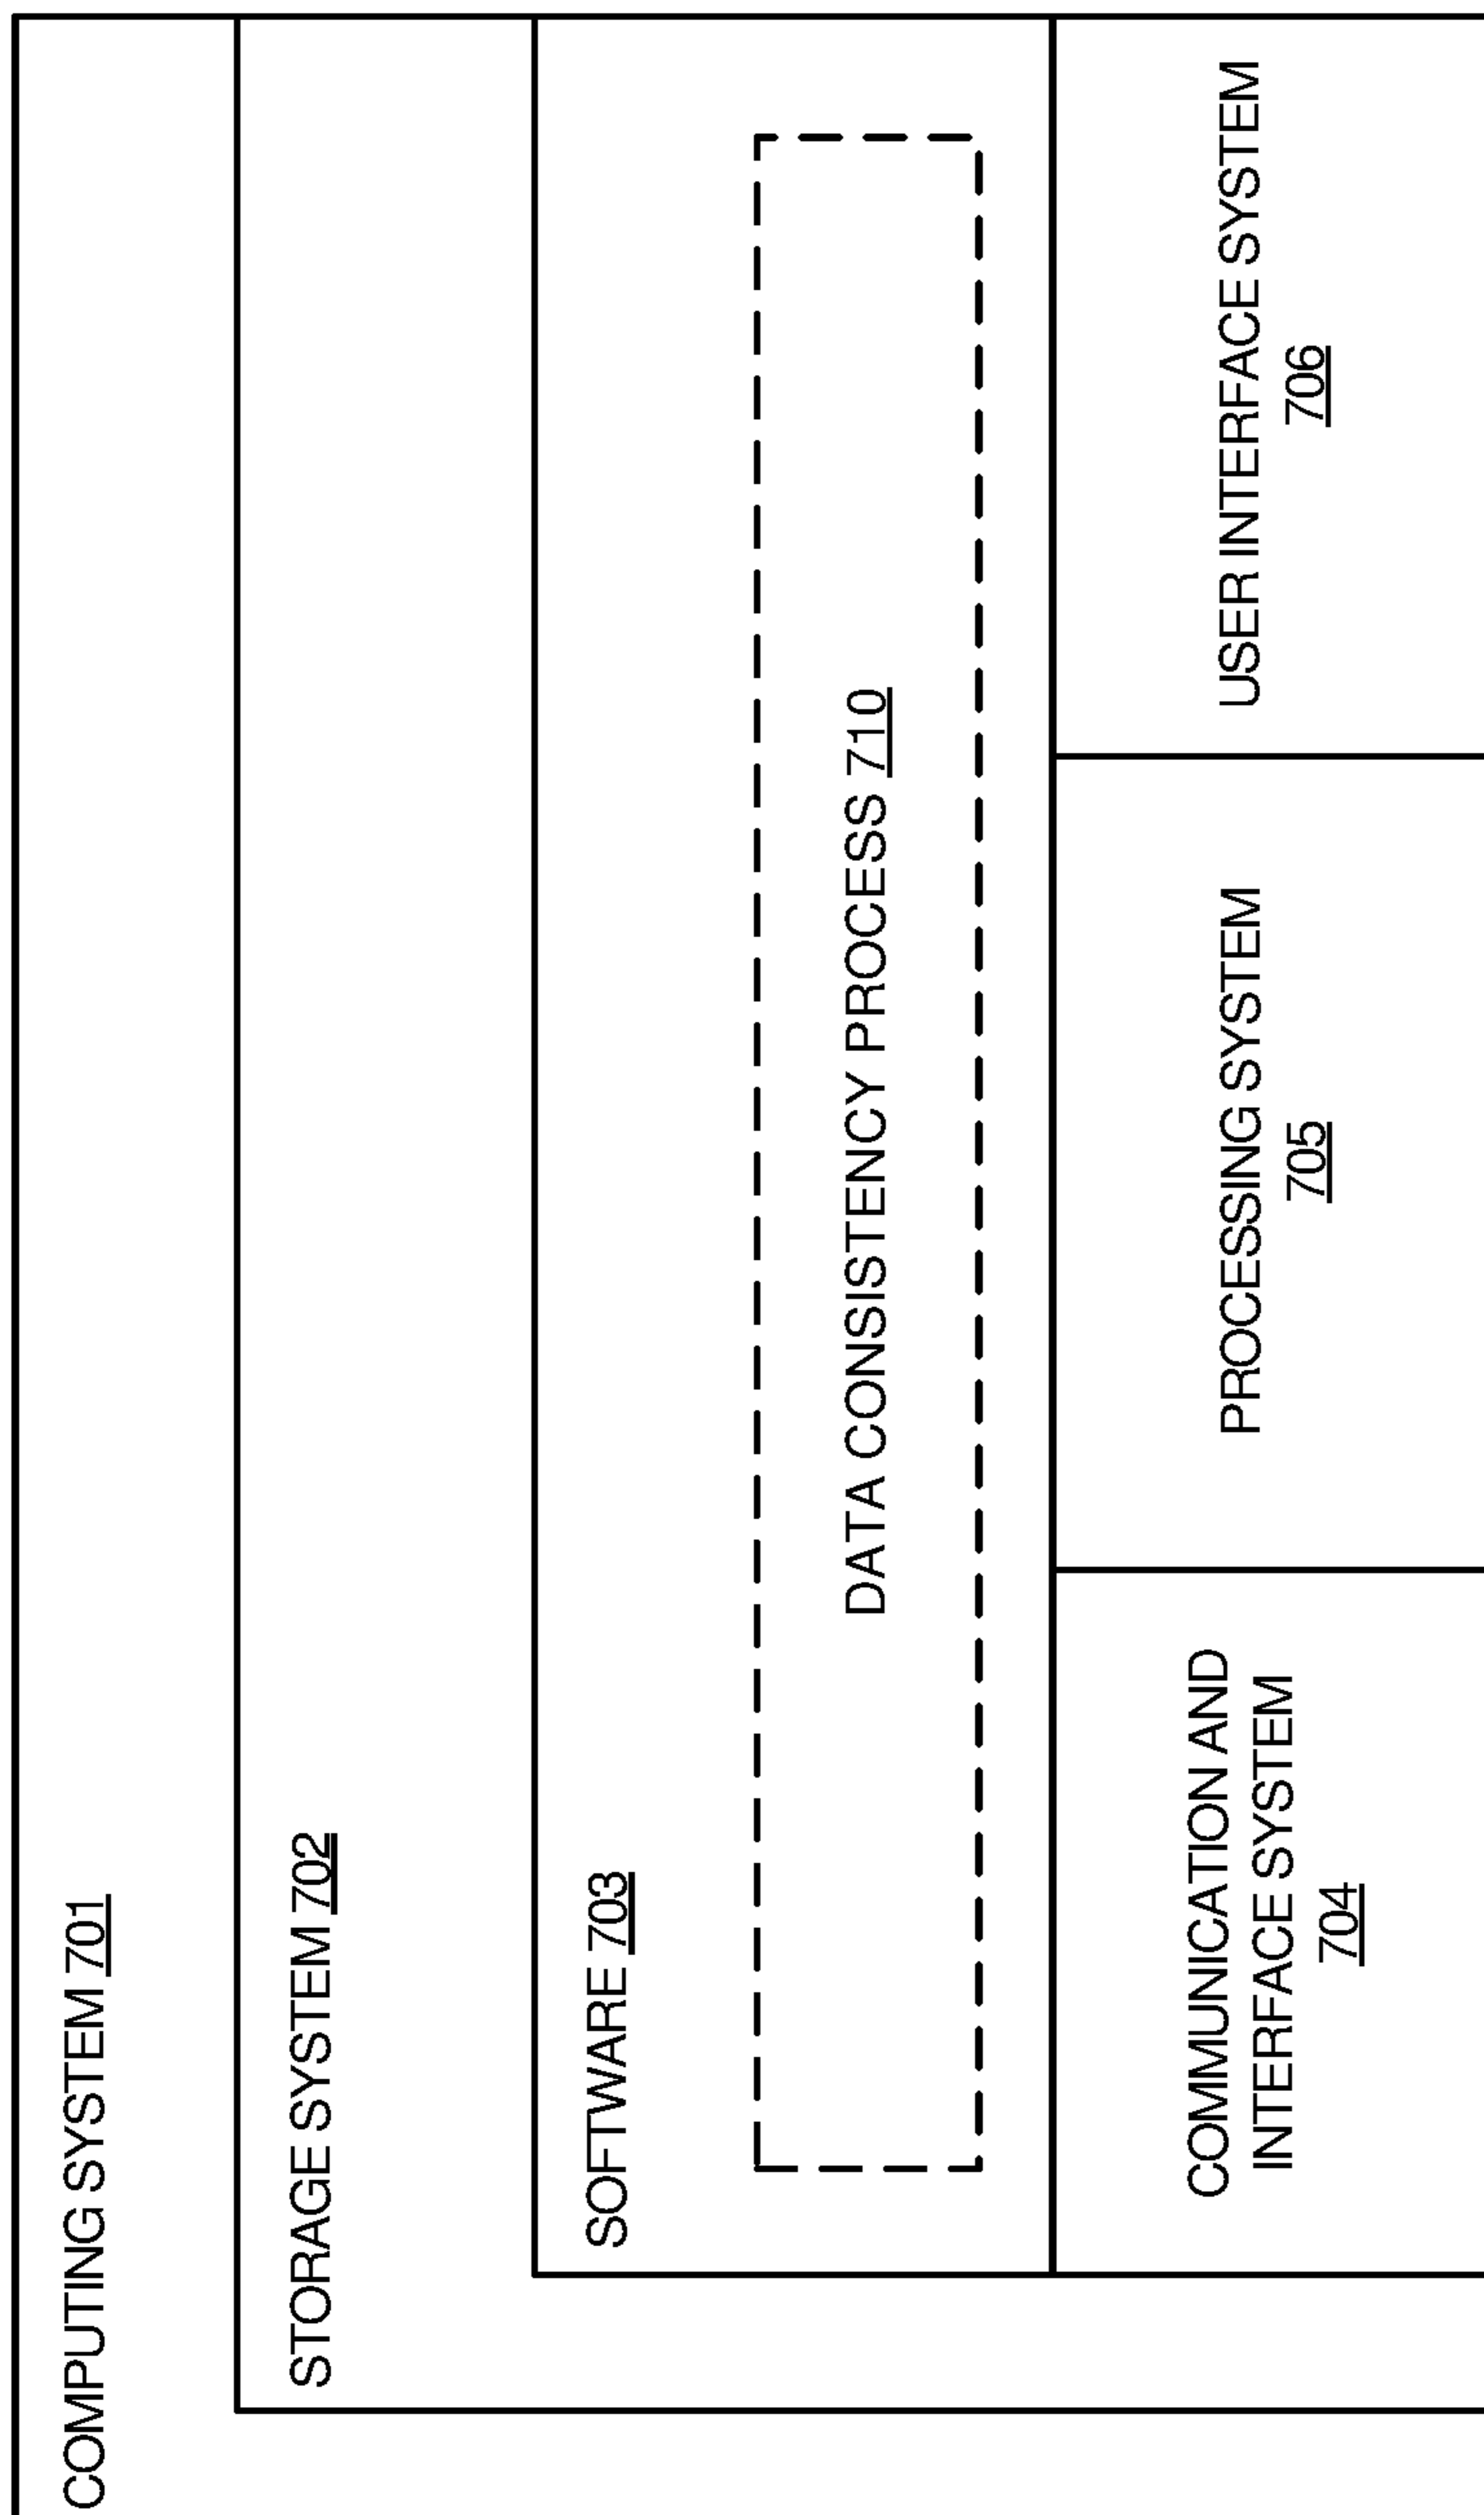 COMPUTING SYSTEM 701
STORAGE SYSTEM 702
SOFTWARE 703
DATA CONSISTENCY PROCESS 710
COMMUNICATION AND
INTERFACE SYSTEM
704
PROCESSING SYSTEM
705
USER INTERFACE SYSTEM
706